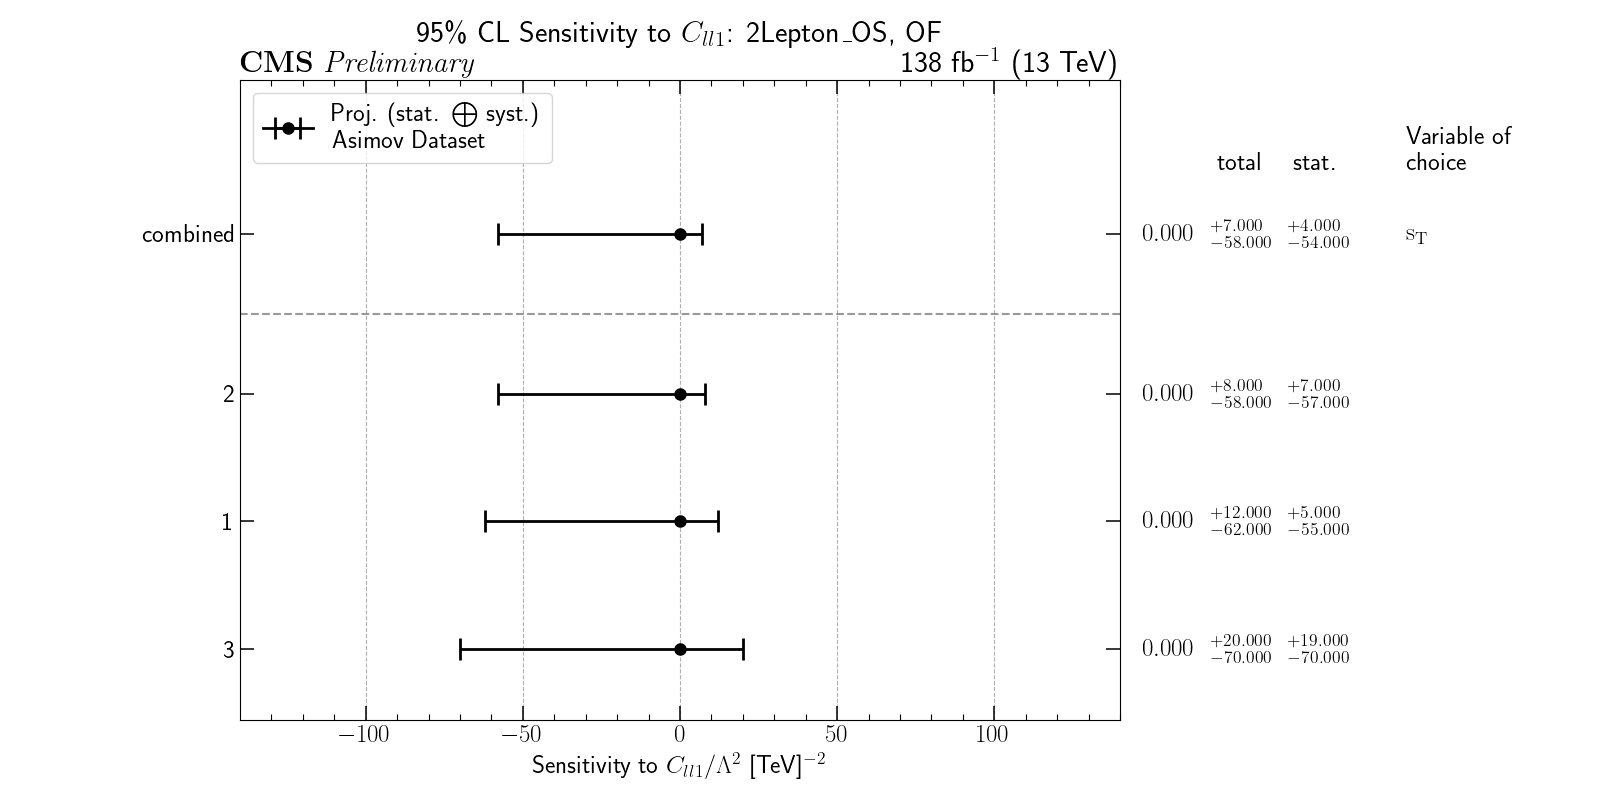 95% CL Sensitivity to C_{ll1}: 2Lepton_OS, OF
CMS Preliminary 138 fb^{-1} (13 TeV)
Proj. (stat. ⨁ syst.)
Asimov Dataset
Variable of
choice
total stat.
combined 0.000 +7.000 −58.000 +4.000 −54.000 s_T
2 0.000 +8.000 −58.000 +7.000 −57.000
1 0.000 +12.000 −62.000 +5.000 −55.000
3 0.000 +20.000 −70.000 +19.000 −70.000
−100 −50 0 50 100
Sensitivity to C_{ll1}/Λ^2 [TeV]^{−2}